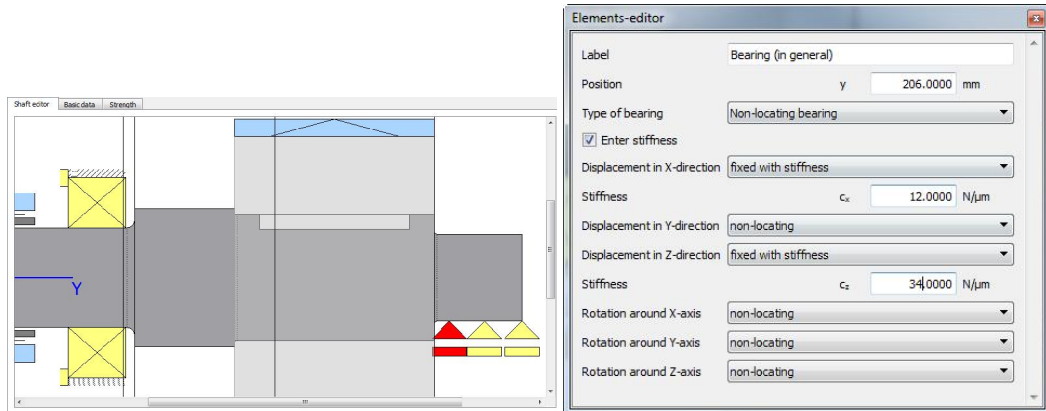 Shaft editor Basic data Strength
Y
Elements-editor
Label Bearing (in general)
Position y 206.0000 mm
Type of bearing Non-locating bearing
Enter stiffness
Displacement in X-direction fixed with stiffness
Stiffness cₓ 12.0000 N/µm
Displacement in Y-direction non-locating
Displacement in Z-direction fixed with stiffness
Stiffness c_z 34.0000 N/µm
Rotation around X-axis non-locating
Rotation around Y-axis non-locating
Rotation around Z-axis non-locating